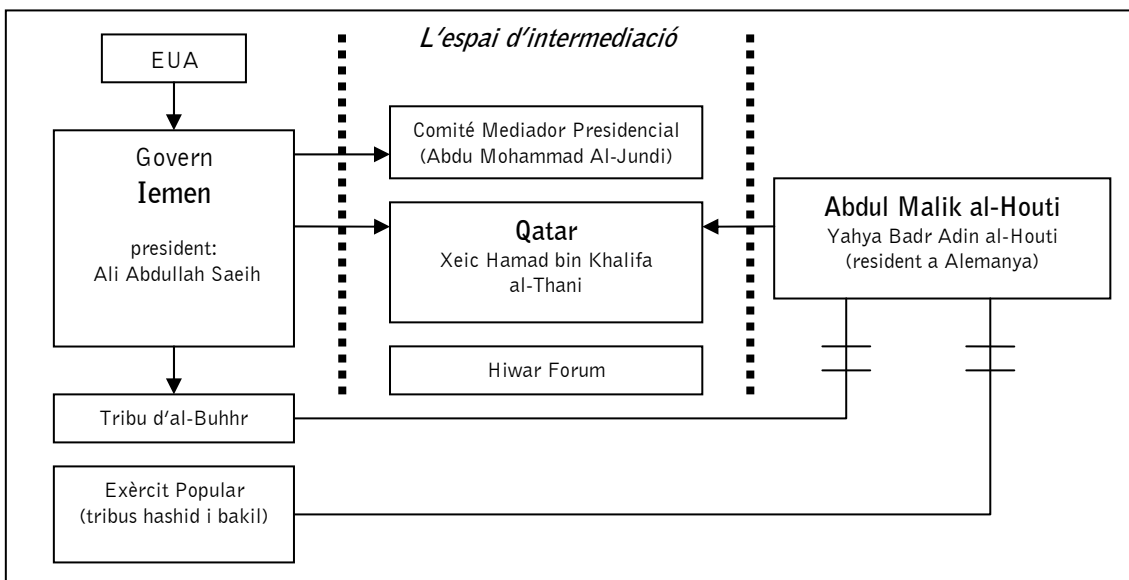 L'espai d'intermediació
EUA
Govern
Iemen
president:
Ali Abdullah Saeih
Comité Mediador Presidencial
(Abdu Mohammad Al-Jundi)
Qatar
Xeic Hamad bin Khalifa
al-Thani
Hiwar Forum
Abdul Malik al-Houti
Yahya Badr Adin al-Houti
(resident a Alemanya)
Tribu d'al-Buhhr
Exèrcit Popular
(tribus hashid i bakil)